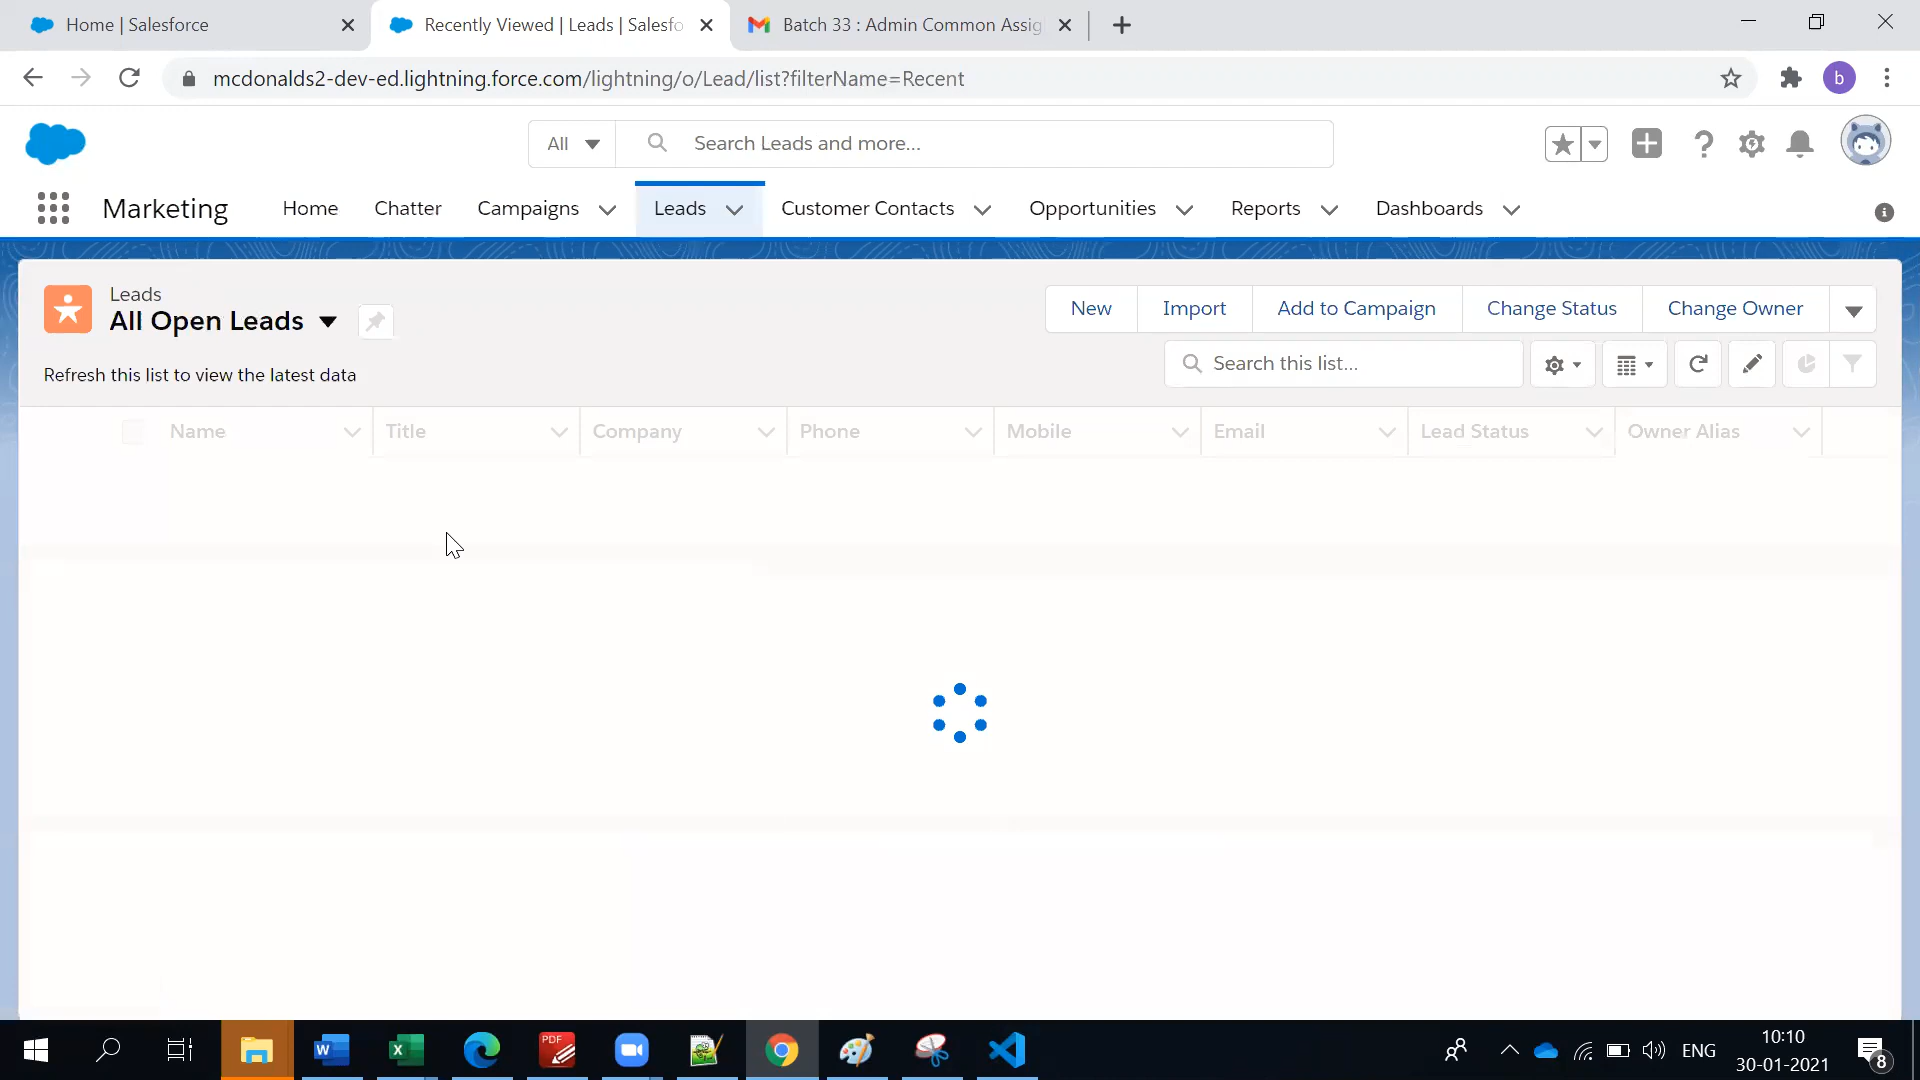 Home | Salesforce
Recently Viewed | Leads | Salesfo
Batch 33 : Admin Common Assig
mcdonalds2-dev-ed.lightning.force.com/lightning/o/Lead/list?filterName=Recent
b
All
Search Leads and more...
Marketing
Home
Chatter
Campaigns
Leads
Customer Contacts
Opportunities
Reports
Dashboards
Leads
All Open Leads
New
Import
Add to Campaign
Change Status
Change Owner
Refresh this list to view the latest data
Search this list...
Name
Title
Company
Phone
Mobile
Email
Lead Status
Owner Alias
W
X
PDF
ENG
10:10
30-01-2021
8